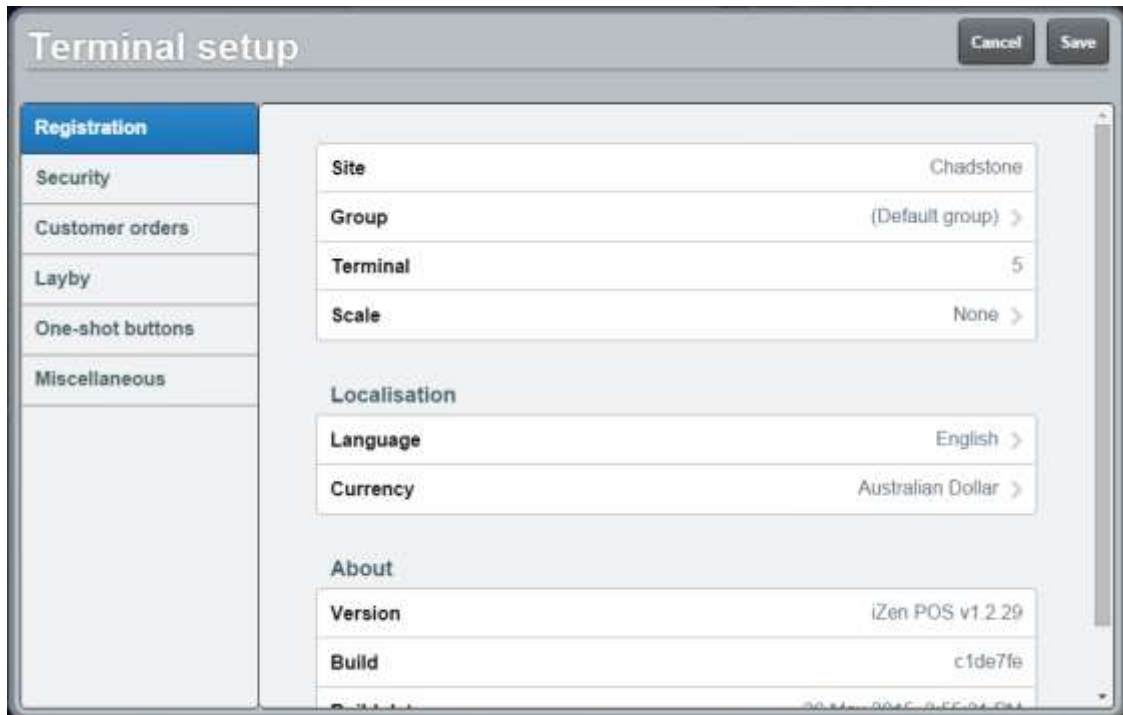 Terminal setup
Cancel
Save
Registration
Security
Customer orders
Layby
One-shot buttons
Miscellaneous
Site Chadstone
Group (Default group)
Terminal 5
Scale None
Localisation
Language English
Currency Australian Dollar
About
Version iZen POS v1.2.29
Build c1de7fe